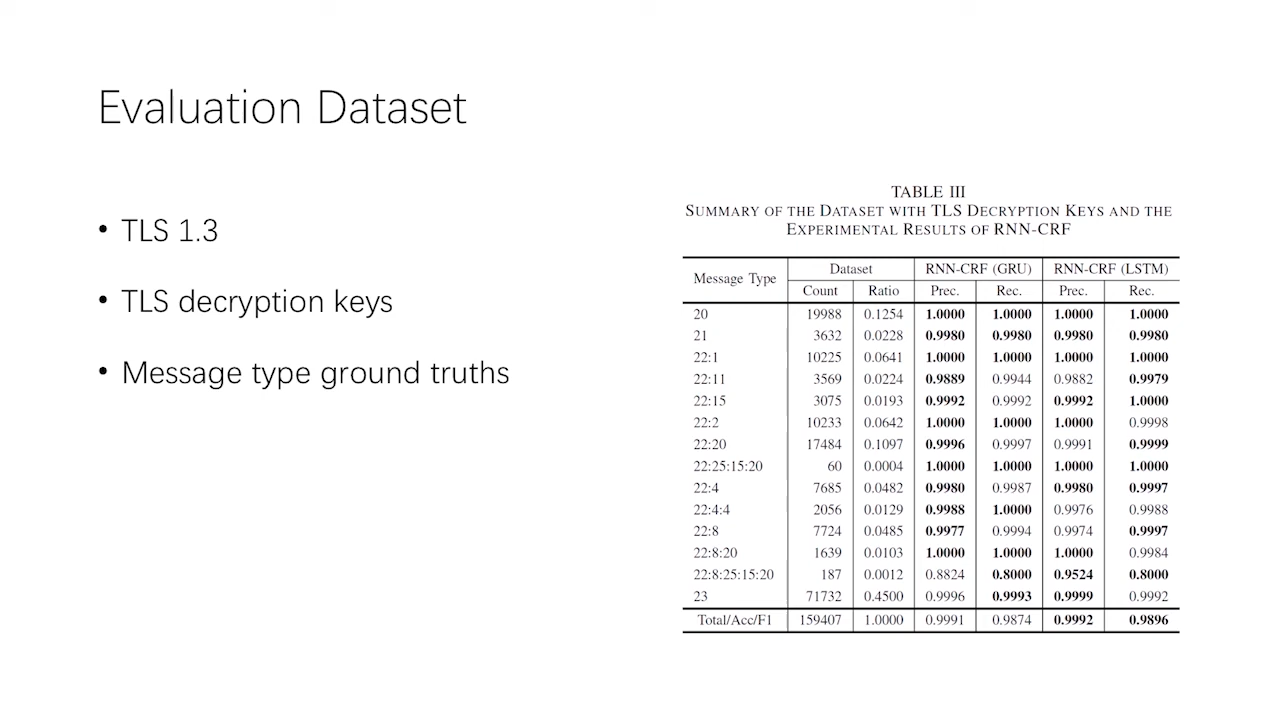 Evaluation Dataset
• TLS 1.3
• TLS decryption keys
• Message type ground truths
TABLE III
SUMMARY OF THE DATASET WITH TLS DECRYPTION KEYS AND THE
EXPERIMENTAL RESULTS OF RNN-CRF
Message Type Dataset RNN-CRF (GRU) RNN-CRF (LSTM)
Count Ratio Prec. Rec. Prec. Rec.
20 19988 0.1254 1.0000 1.0000 1.0000 1.0000
21 3632 0.0228 0.9980 0.9980 0.9980 0.9980
22:1 10225 0.0641 1.0000 1.0000 1.0000 1.0000
22:11 3569 0.0224 0.9889 0.9944 0.9882 0.9979
22:15 3075 0.0193 0.9992 0.9992 0.9992 1.0000
22:2 10233 0.0642 1.0000 1.0000 1.0000 0.9998
22:20 17484 0.1097 0.9996 0.9997 0.9991 0.9999
22:25:15:20 60 0.0004 1.0000 1.0000 1.0000 1.0000
22:4 7685 0.0482 0.9980 0.9987 0.9980 0.9997
22:4:4 2056 0.0129 0.9988 1.0000 0.9976 0.9988
22:8 7724 0.0485 0.9977 0.9994 0.9974 0.9997
22:8:20 1639 0.0103 1.0000 1.0000 1.0000 0.9984
22:8:25:15:20 187 0.0012 0.8824 0.8000 0.9524 0.8000
23 71732 0.4500 0.9996 0.9993 0.9999 0.9992
Total/Acc/F1 159407 1.0000 0.9991 0.9874 0.9992 0.9896